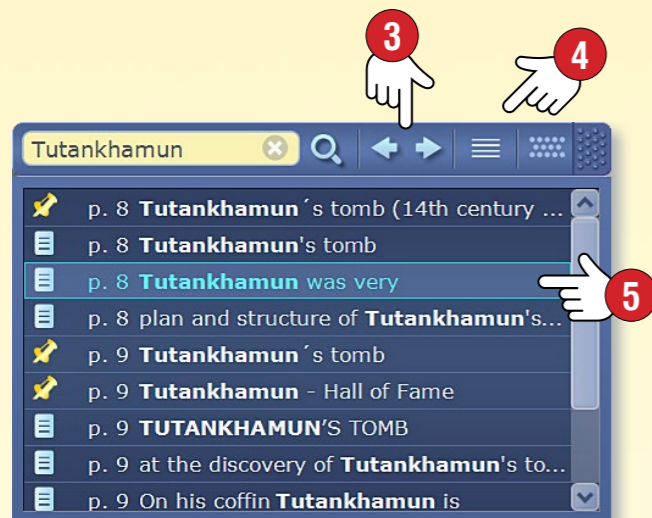 3
4
Tutankhamun
p. 8 Tutankhamun´s tomb (14th century ...
p. 8 Tutankhamun's tomb
p. 8 Tutankhamun was very
5
p. 8 plan and structure of Tutankhamun's...
p. 9 Tutankhamun´s tomb
p. 9 Tutankhamun - Hall of Fame
p. 9 TUTANKHAMUN’S TOMB
p. 9 at the discovery of Tutankhamun's to...
p. 9 On his coffin Tutankhamun is